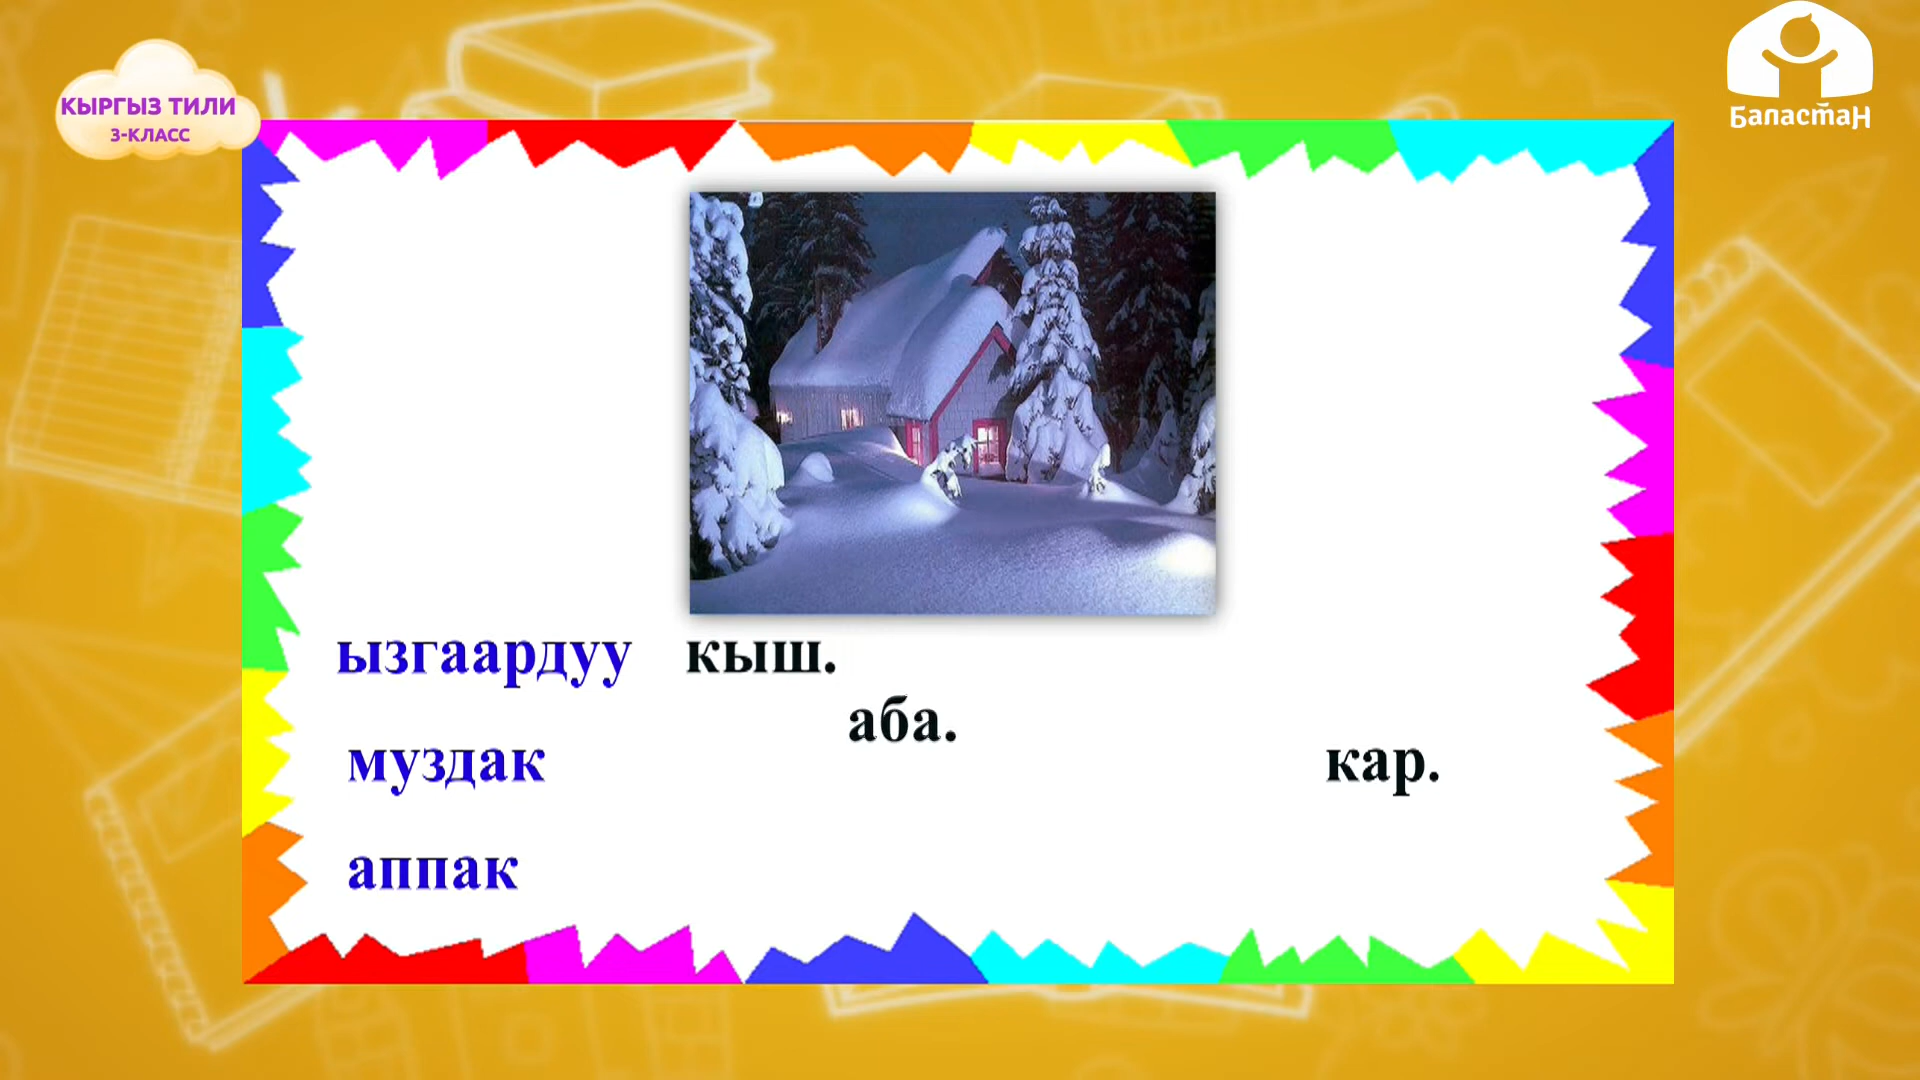 КЫРГЫЗ ТИЛИ
3-КЛАСС
Баластан
ызгаардуу кыш.
аба.
муздак кар.
аппак